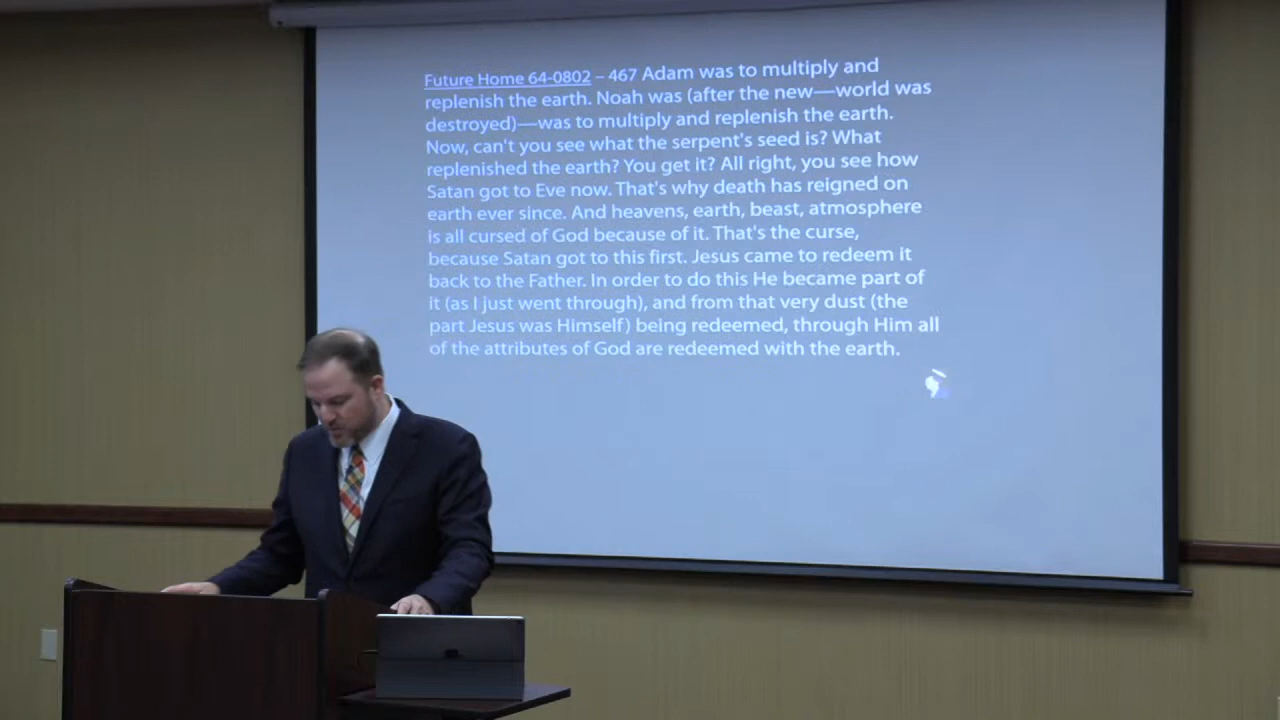 Future Home 64-0802 – 467 Adam was to multiply and
replenish the earth. Noah was (after the new—world was
destroyed)—was to multiply and replenish the earth.
Now, can't you see what the serpent's seed is? What
replenished the earth? You get it? All right, you see how
Satan got to Eve now. That's why death has reigned on
earth ever since. And heavens, earth, beast, atmosphere
is all cursed of God because of it. That's the curse,
because Satan got to this first. Jesus came to redeem it
back to the Father. In order to do this He became part of
it (as I just went through), and from that very dust (the
part Jesus was Himself) being redeemed, through Him all
of the attributes of God are redeemed with the earth.